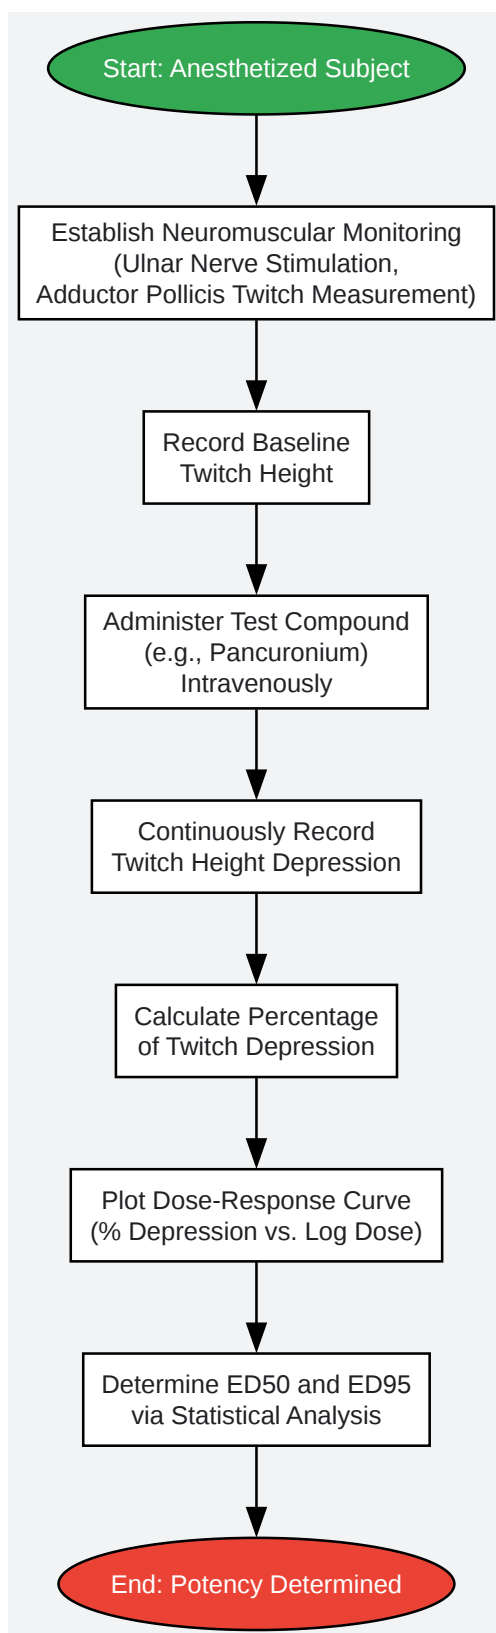 Start: Anesthetized Subject
Establish Neuromuscular Monitoring
(Ulnar Nerve Stimulation,
Adductor Pollicis Twitch Measurement)
Record Baseline
Twitch Height
Administer Test Compound
(e.g., Pancuronium)
Intravenously
Continuously Record
Twitch Height Depression
Calculate Percentage
of Twitch Depression
Plot Dose-Response Curve
(% Depression vs. Log Dose)
Determine ED50 and ED95
via Statistical Analysis
End: Potency Determined